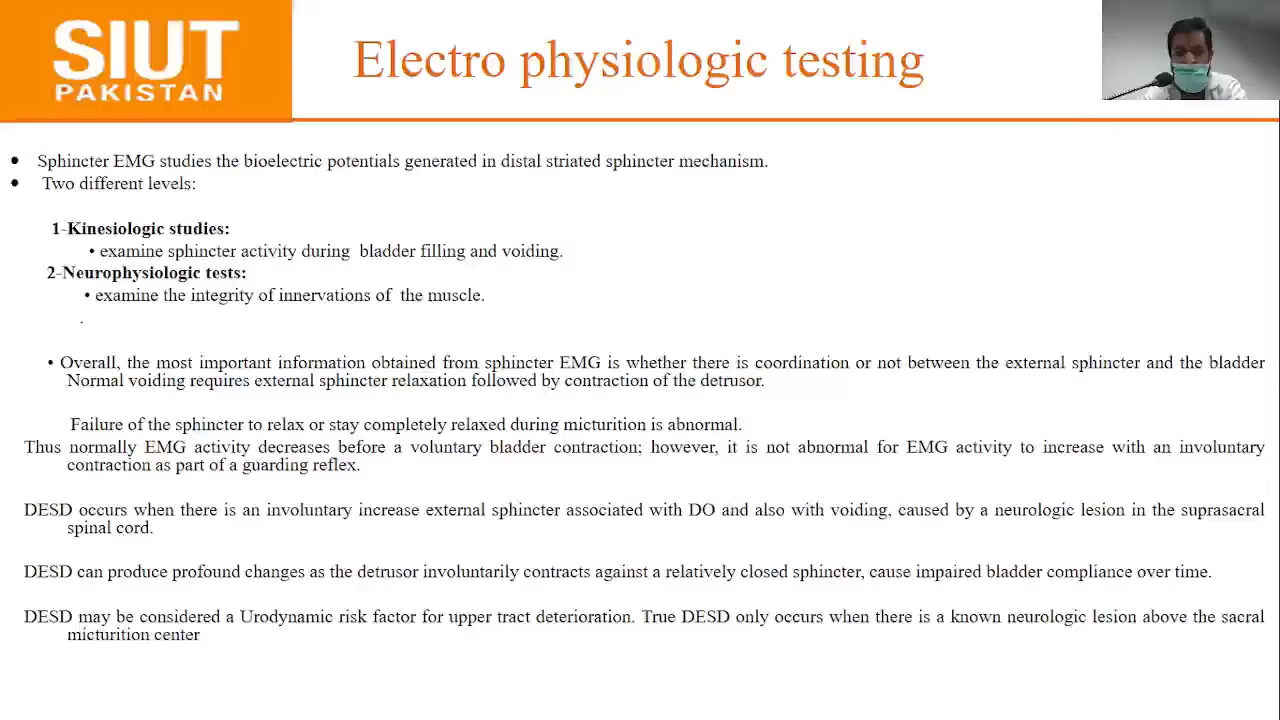 SIUT
PAKISTAN
Electro physiologic testing
• Sphincter EMG studies the bioelectric potentials generated in distal striated sphincter mechanism.
• Two different levels:
1-Kinesiologic studies:
• examine sphincter activity during bladder filling and voiding.
2-Neurophysiologic tests:
• examine the integrity of innervations of the muscle.
.
• Overall, the most important information obtained from sphincter EMG is whether there is coordination or not between the external sphincter and the bladder
Normal voiding requires external sphincter relaxation followed by contraction of the detrusor.
Failure of the sphincter to relax or stay completely relaxed during micturition is abnormal.
Thus normally EMG activity decreases before a voluntary bladder contraction; however, it is not abnormal for EMG activity to increase with an involuntary
contraction as part of a guarding reflex.
DESD occurs when there is an involuntary increase external sphincter associated with DO and also with voiding, caused by a neurologic lesion in the suprasacral
spinal cord.
DESD can produce profound changes as the detrusor involuntarily contracts against a relatively closed sphincter, cause impaired bladder compliance over time.
DESD may be considered a Urodynamic risk factor for upper tract deterioration. True DESD only occurs when there is a known neurologic lesion above the sacral
micturition center